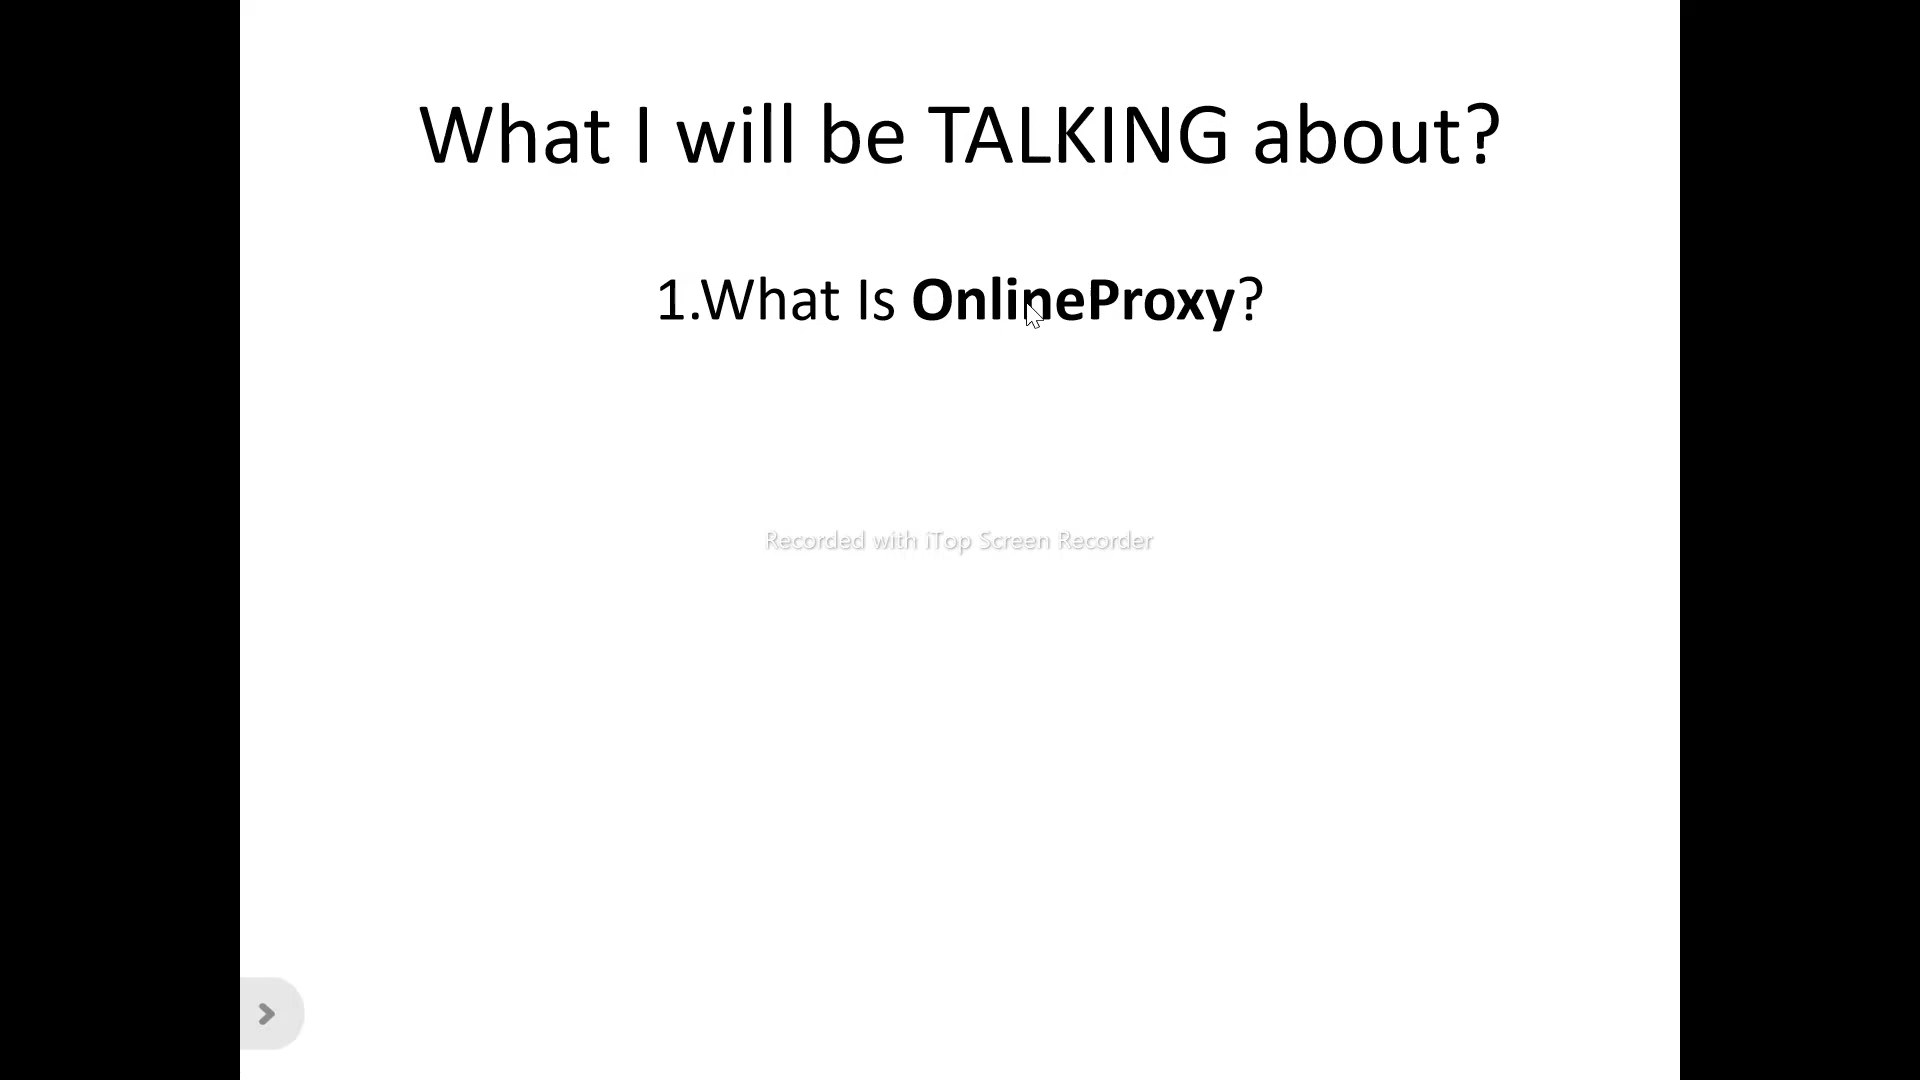 What I will be TALKING about?
1.What Is OnlineProxy?
Recorded with iTop Screen Recorder